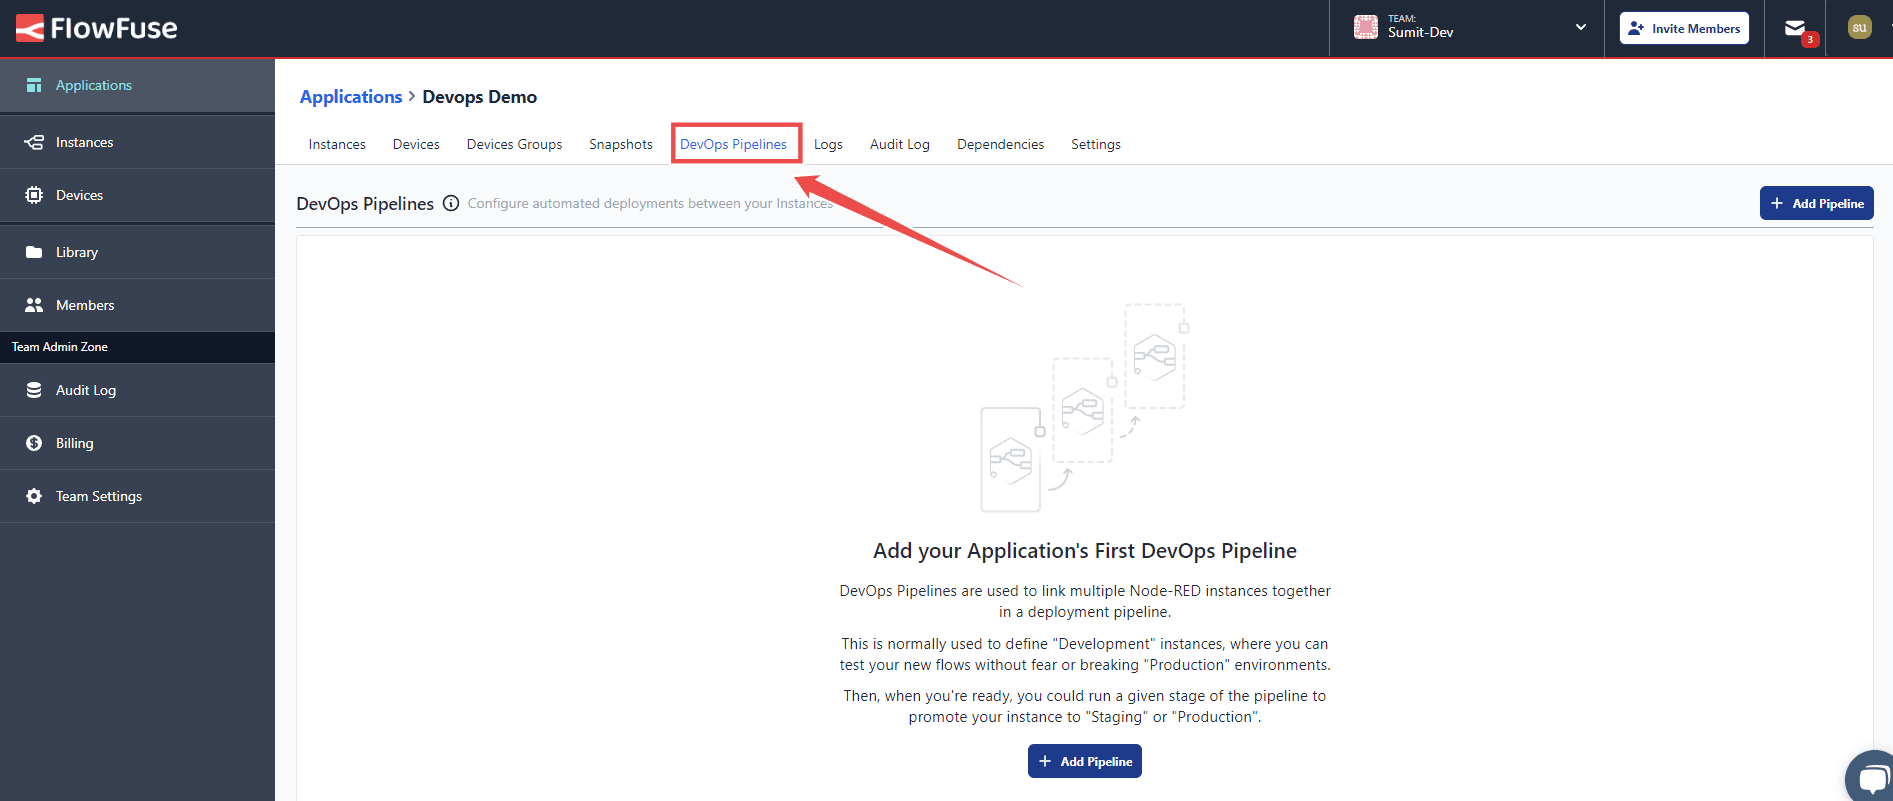 FlowFuse
TEAM:
Sumit-Dev
Invite Members
3
su
Applications
Instances
Devices
Library
Members
Team Admin Zone
Audit Log
Billing
Team Settings
Applications > Devops Demo
Instances Devices Devices Groups Snapshots DevOps Pipelines Logs Audit Log Dependencies Settings
DevOps Pipelines Configure automated deployments between your Instances
+ Add Pipeline
Add your Application's First DevOps Pipeline
DevOps Pipelines are used to link multiple Node-RED instances together
in a deployment pipeline.
This is normally used to define "Development" instances, where you can
test your new flows without fear or breaking "Production" environments.
Then, when you're ready, you could run a given stage of the pipeline to
promote your instance to "Staging" or "Production".
+ Add Pipeline